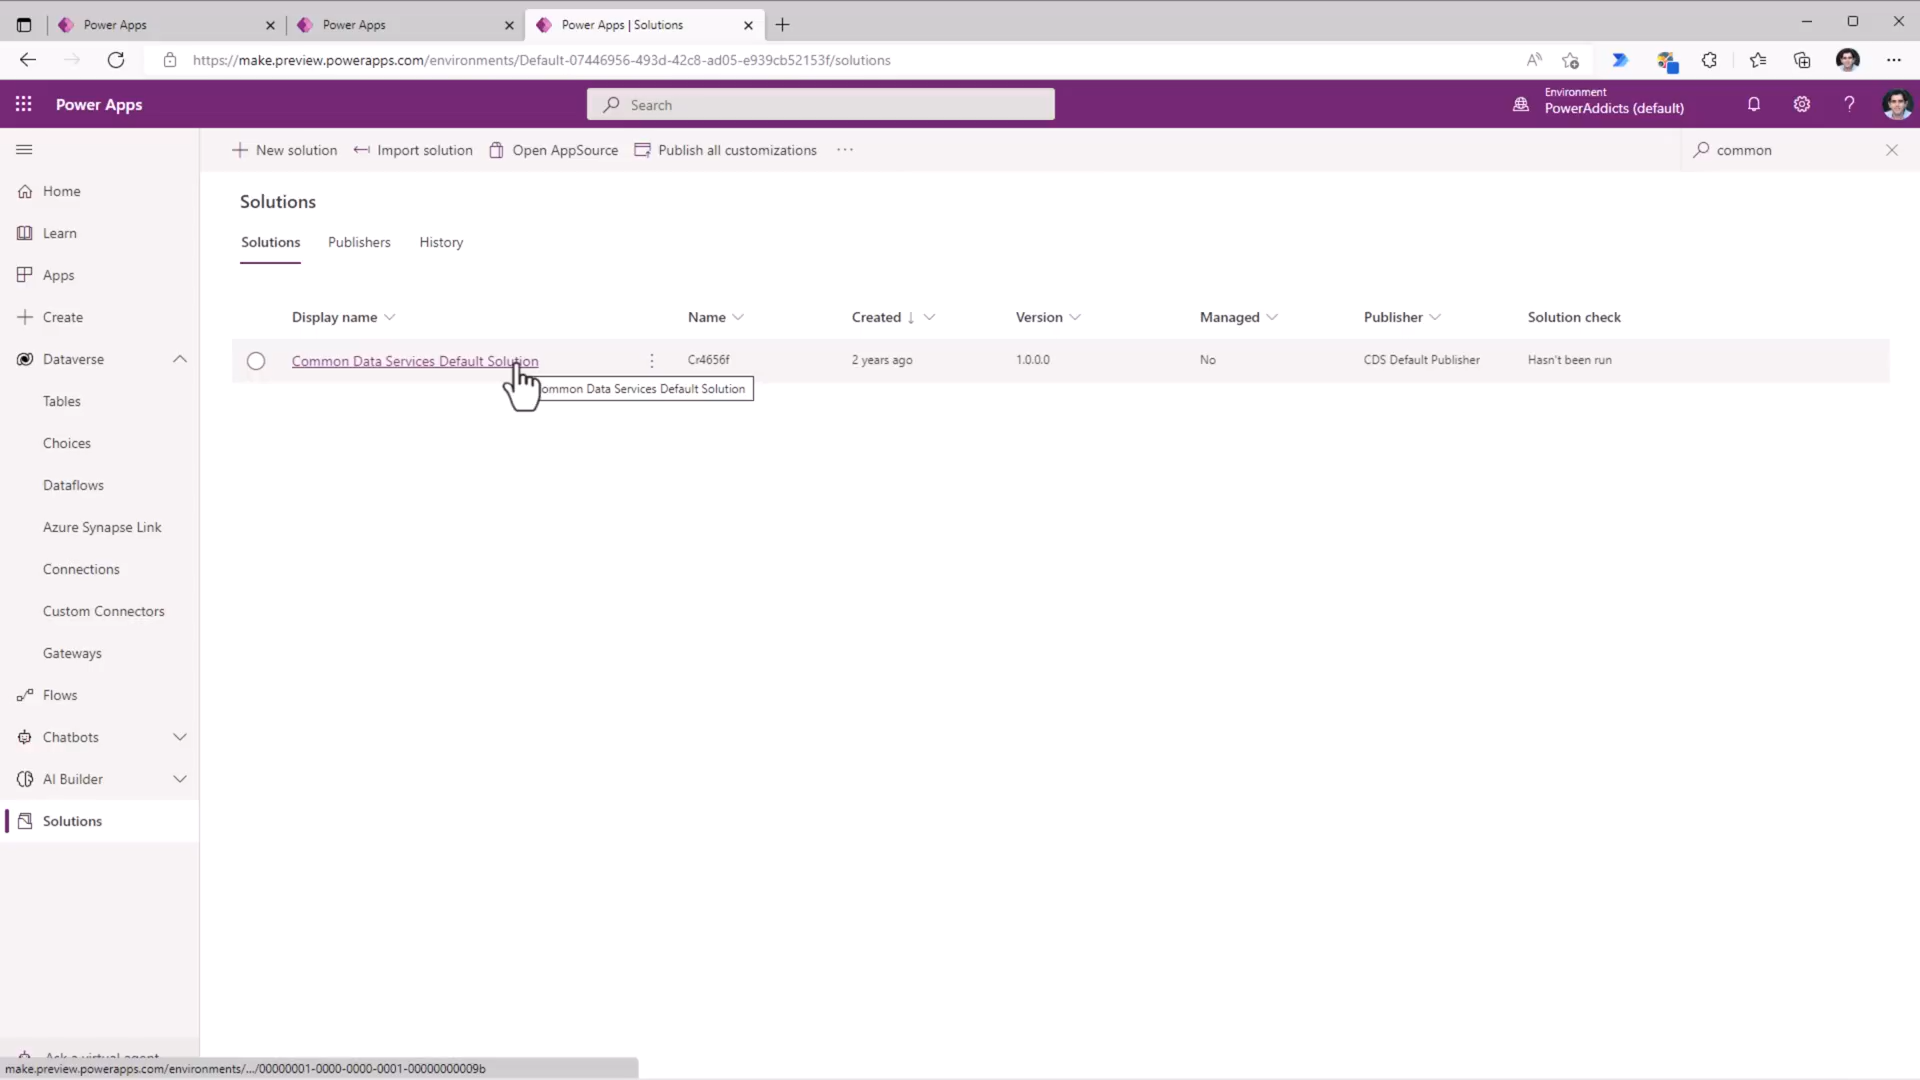 Power Apps
Power Apps
Power Apps | Solutions
https://make.preview.powerapps.com/environments/Default-07446956-493d-42c8-ad05-e939cb52153f/solutions
Power Apps
Search
Environment
PowerAddicts (default)
New solution
Import solution
Open AppSource
Publish all customizations
common
Home
Learn
Apps
Create
Dataverse
Tables
Choices
Dataflows
Azure Synapse Link
Connections
Custom Connectors
Gateways
Flows
Chatbots
AI Builder
Solutions
Ask a virtual agent
Solutions
Solutions Publishers History
Display name Name Created Version Managed Publisher Solution check
Common Data Services Default Solution Cr4656f 2 years ago 1.0.0.0 No CDS Default Publisher Hasn't been run
ommon Data Services Default Solution
make.preview.powerapps.com/environments/.../00000001-0000-0000-0001-00000000009b